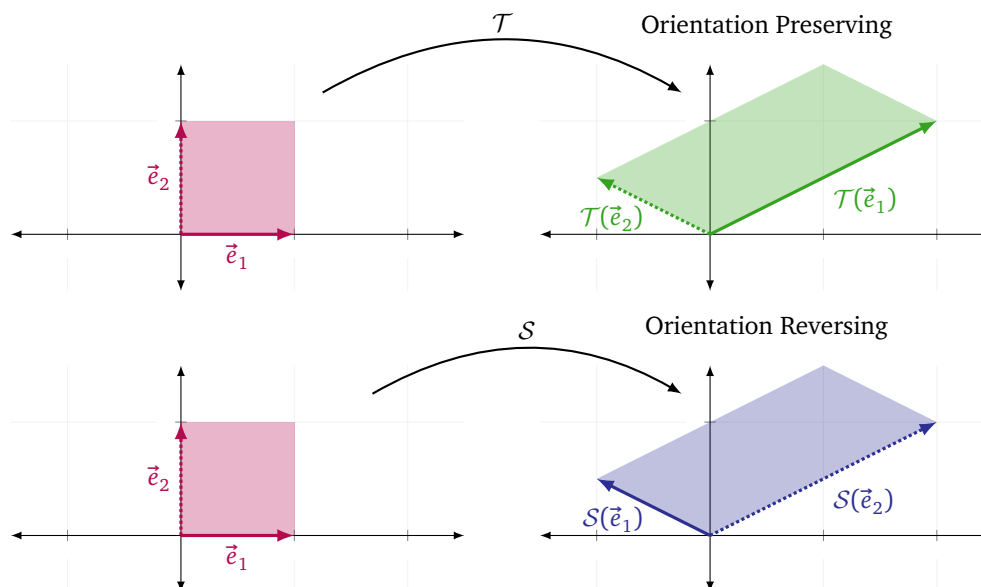 𝒯
Orientation Preserving
e⃗₂
e⃗₁
𝒯(e⃗₂)
𝒯(e⃗₁)
𝒮
Orientation Reversing
e⃗₂
e⃗₁
𝒮(e⃗₁)
𝒮(e⃗₂)